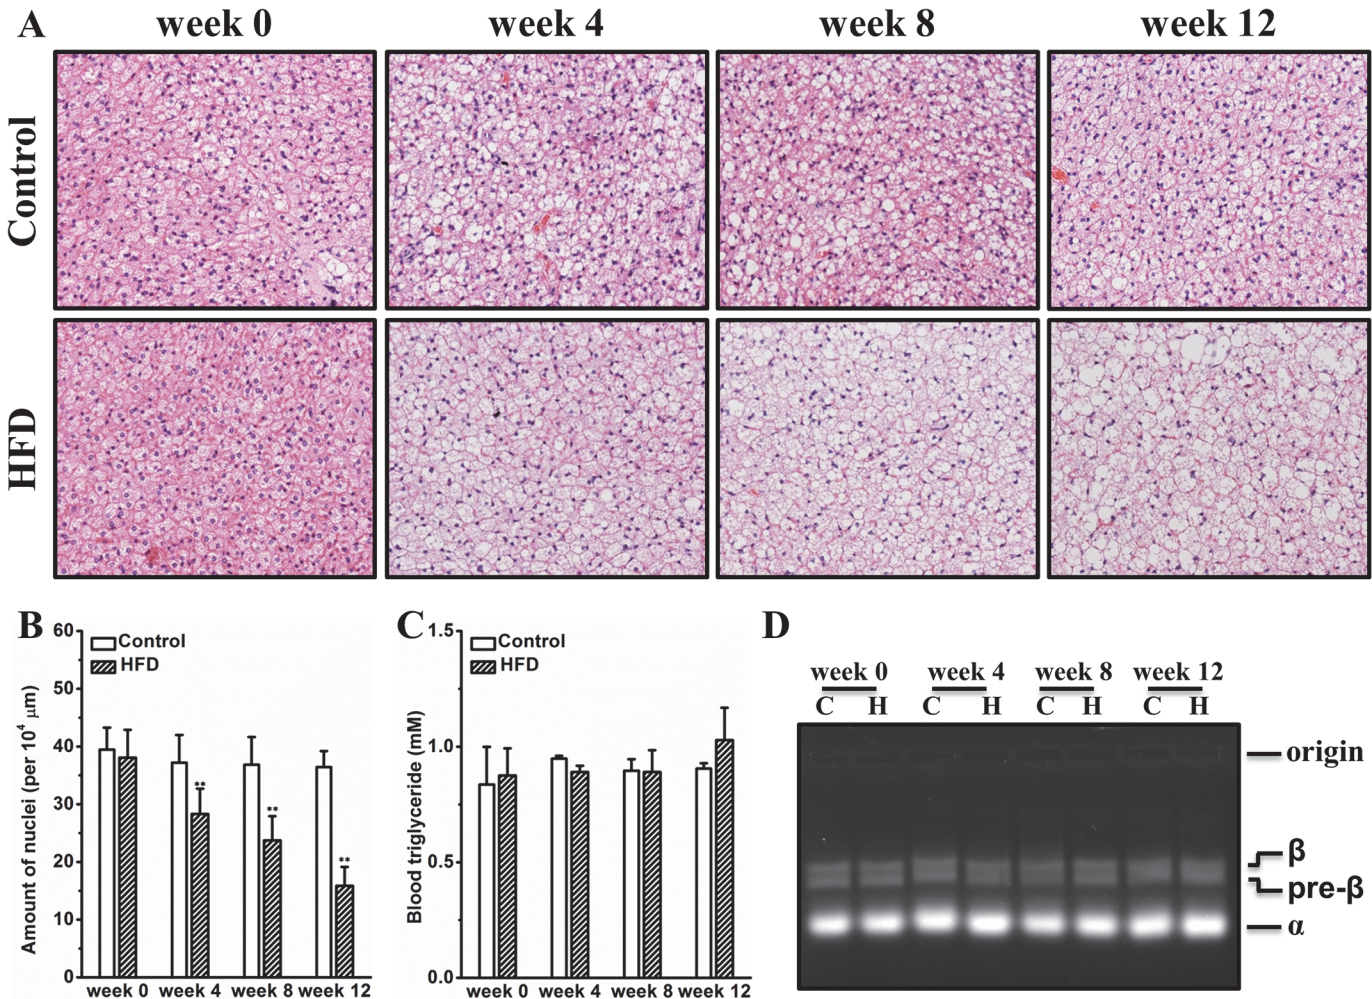 A
week 0
week 4
week 8
week 12
Control
HFD
B
Amount of nuclei (per 10⁴ μm)
60
50
40
30
20
10
0
Control
HFD
**
**
**
week 0
week 4
week 8
week 12
C
Blood triglyceride (mM)
1.5
1.0
0.5
0.0
Control
HFD
week 0
week 4
week 8
week 12
D
week 0
week 4
week 8
week 12
C H C H C H C H
origin
β
pre-β
α